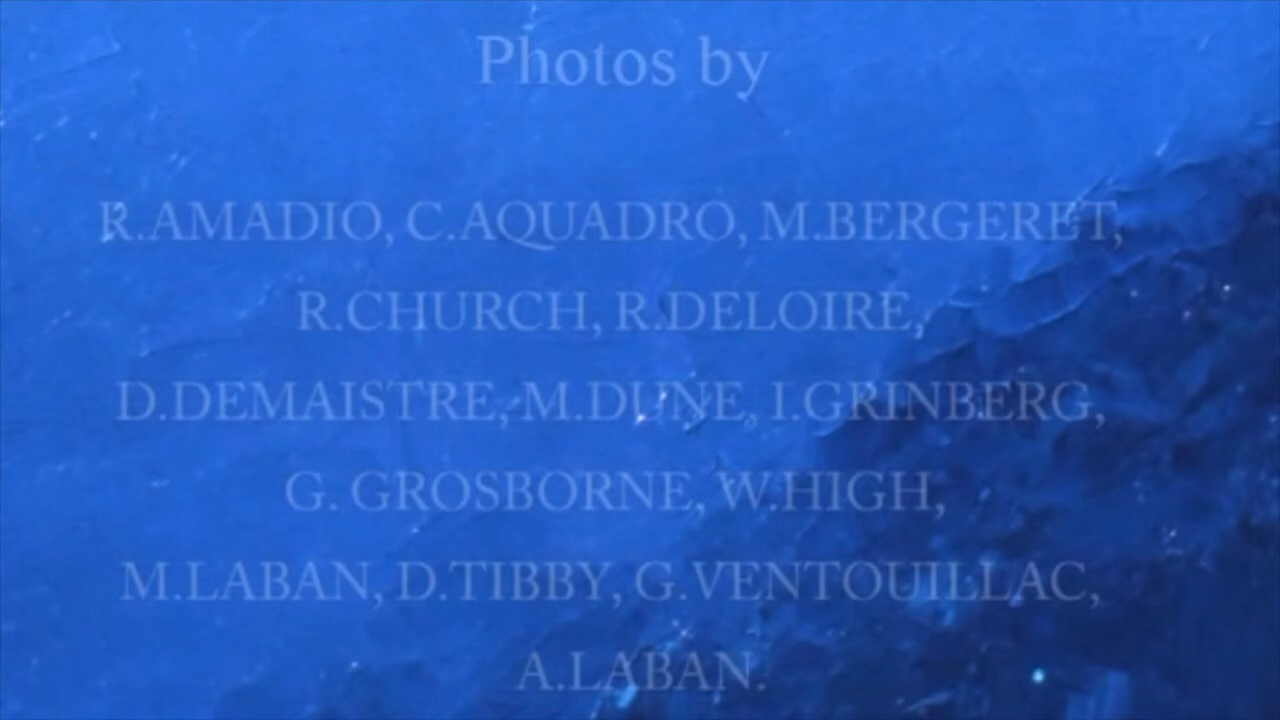 Photos by
R.AMADIO, C.AQUADRO, M.BERGERET,
R.CHURCH, R.DELOIRE,
D.DEMAISTRE, M.DUNE, I.GRINBERG,
G. GROSBORNE, W.HIGH,
M.LABAN, D.TIBBY, G.VENTOUILLAC,
A.LABAN.